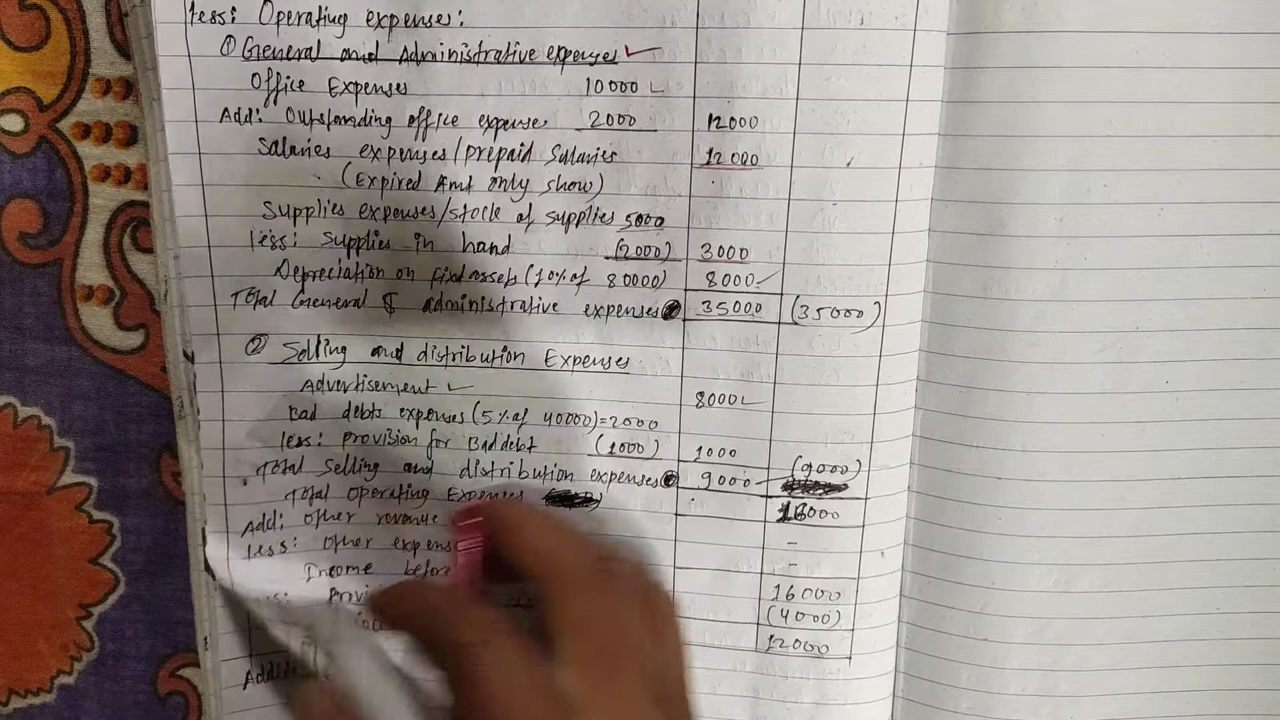 Less: Operating expenses:
① General and Administrative expenses
Office Expenses 10000
Add: Outstanding office expense. 2000 12000
Salaries expenses/prepaid Salaries 12000
(Expired Amt only show)
Supplies expenses/stock of supplies 5000
less: supplies in hand (2000) 3000
Depreciation on fixed assets (10% of 80000) 8000
Total General & administrative expenses 35000 (35000)
② Selling and distribution Expenses
Advertisement 8000
Bad debts expenses (5% of 40000)=2000
less: provision for Bad debt (1000) 1000
Total selling and distribution expenses 9000 (9000)
Total Operating Expenses 16000
Add: Other revenue -
less: Other expens -
Income before 16000
Provi (4000)
12000